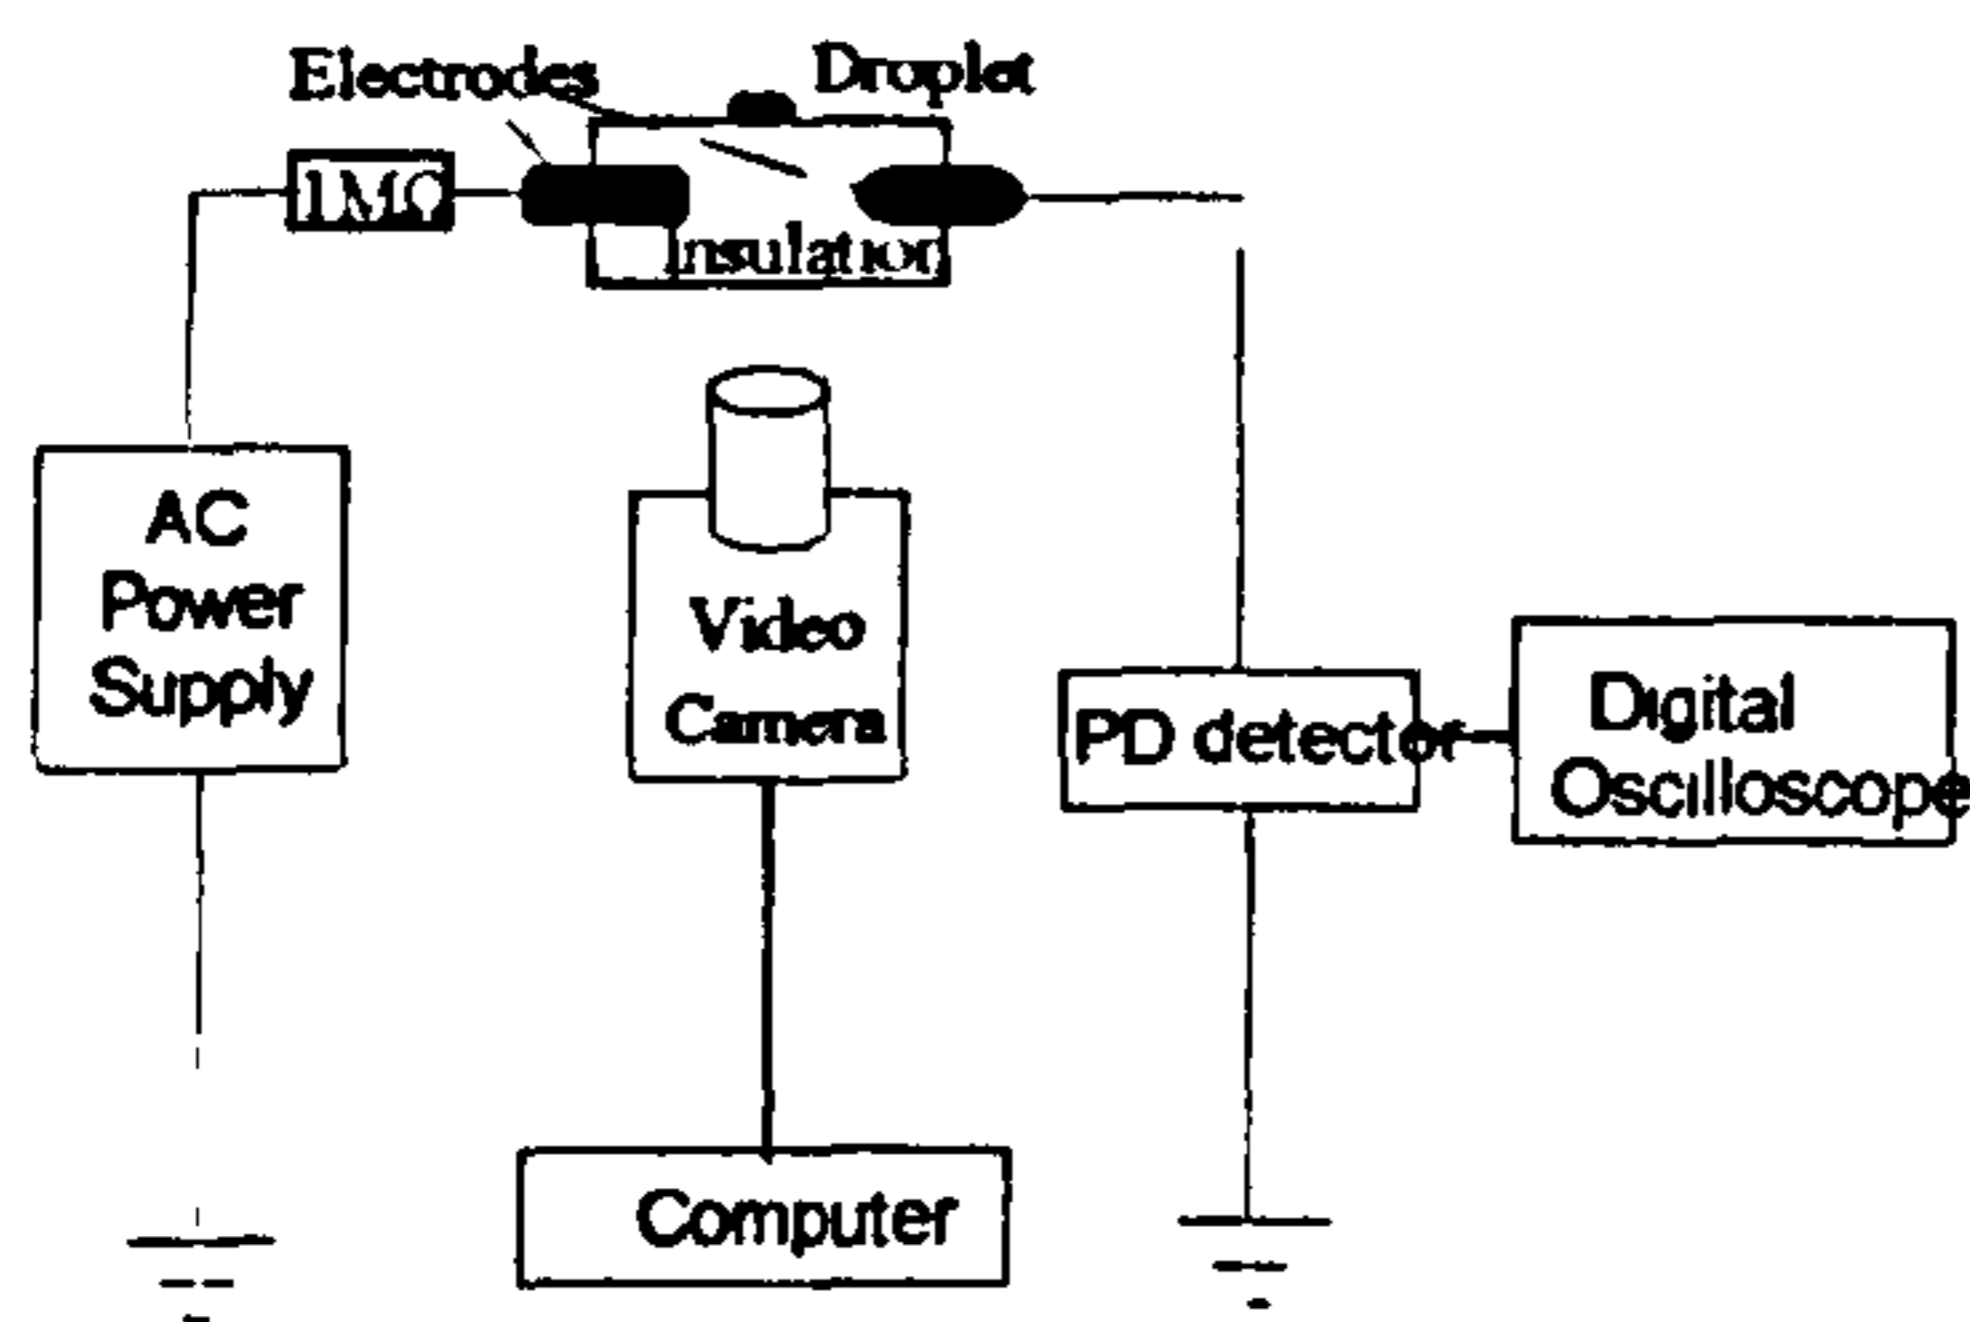 Electrodes
Droplet
1MΩ
Insulation
AC
Power
Supply
Video
Camera
PD detector
Digital
Oscilloscope
Computer